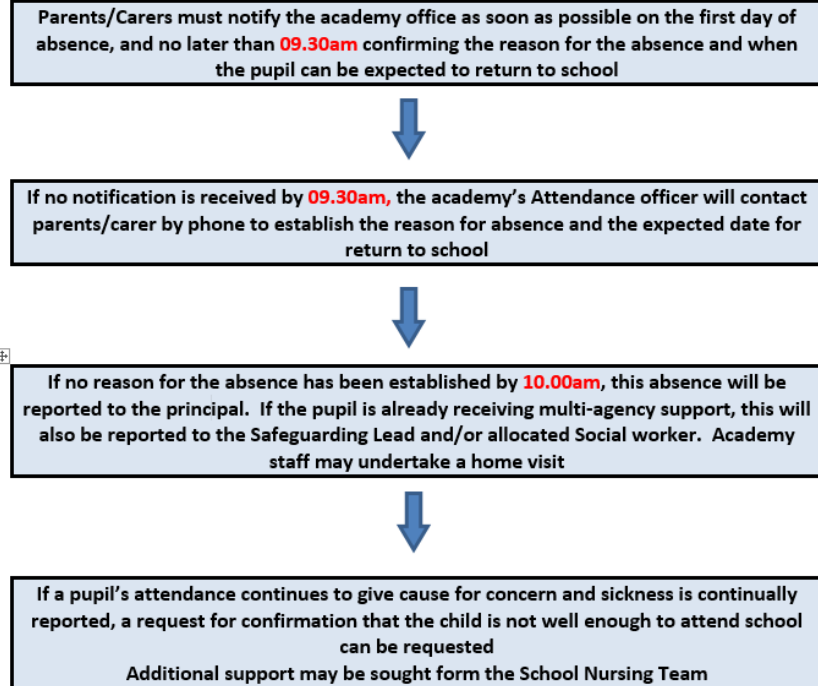 Parents/Carers must notify the academy office as soon as possible on the first day of
absence, and no later than 09.30am confirming the reason for the absence and when
the pupil can be expected to return to school
If no notification is received by 09.30am, the academy's Attendance officer will contact
parents/carer by phone to establish the reason for absence and the expected date for
return to school
If no reason for the absence has been established by 10.00am, this absence will be
reported to the principal.  If the pupil is already receiving multi-agency support, this will
also be reported to the Safeguarding Lead and/or allocated Social worker.  Academy
staff may undertake a home visit
If a pupil's attendance continues to give cause for concern and sickness is continually
reported, a request for confirmation that the child is not well enough to attend school
can be requested
Additional support may be sought form the School Nursing Team